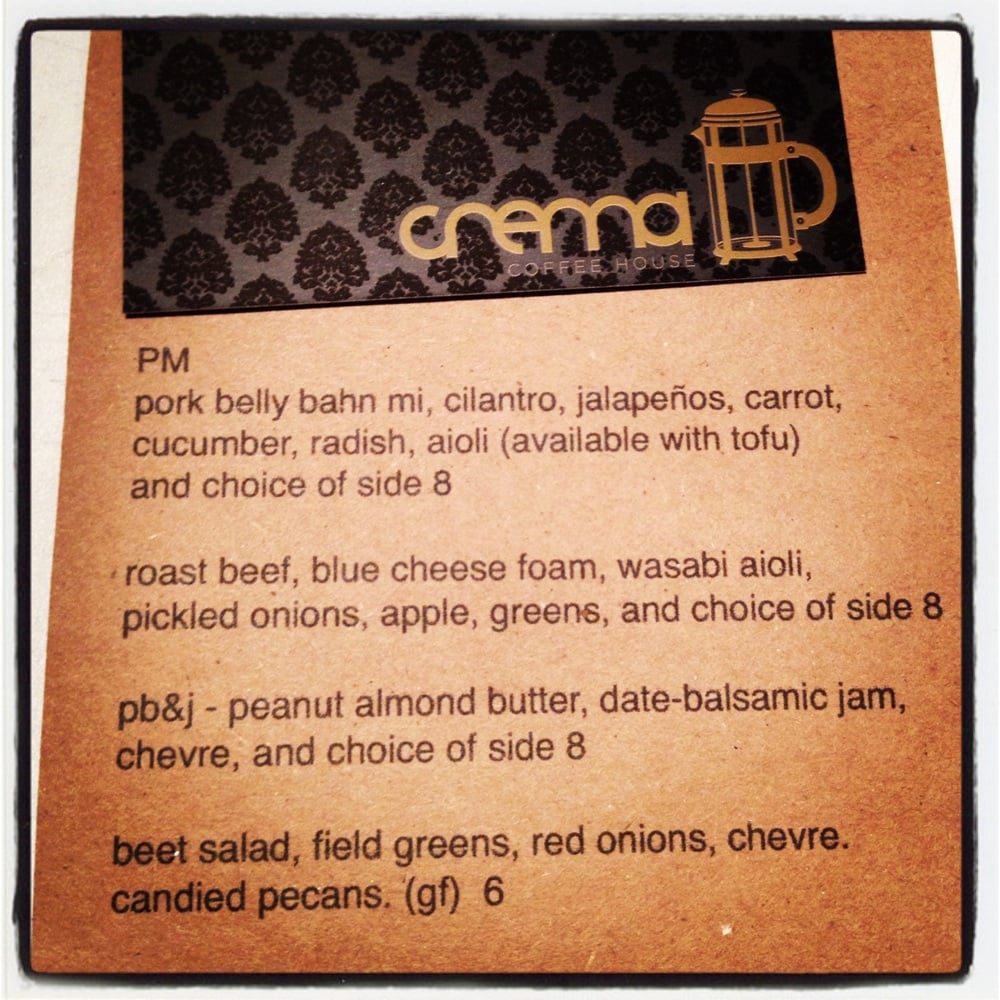 crema
COFFEE HOUSE
PM
pork belly bahn mi, cilantro, jalapeños, carrot,
cucumber, radish, aioli (available with tofu)
and choice of side 8
roast beef, blue cheese foam, wasabi aioli,
pickled onions, apple, greens, and choice of side 8
pb&j - peanut almond butter, date-balsamic jam,
chevre, and choice of side 8
beet salad, field greens, red onions, chevre.
candied pecans. (gf) 6